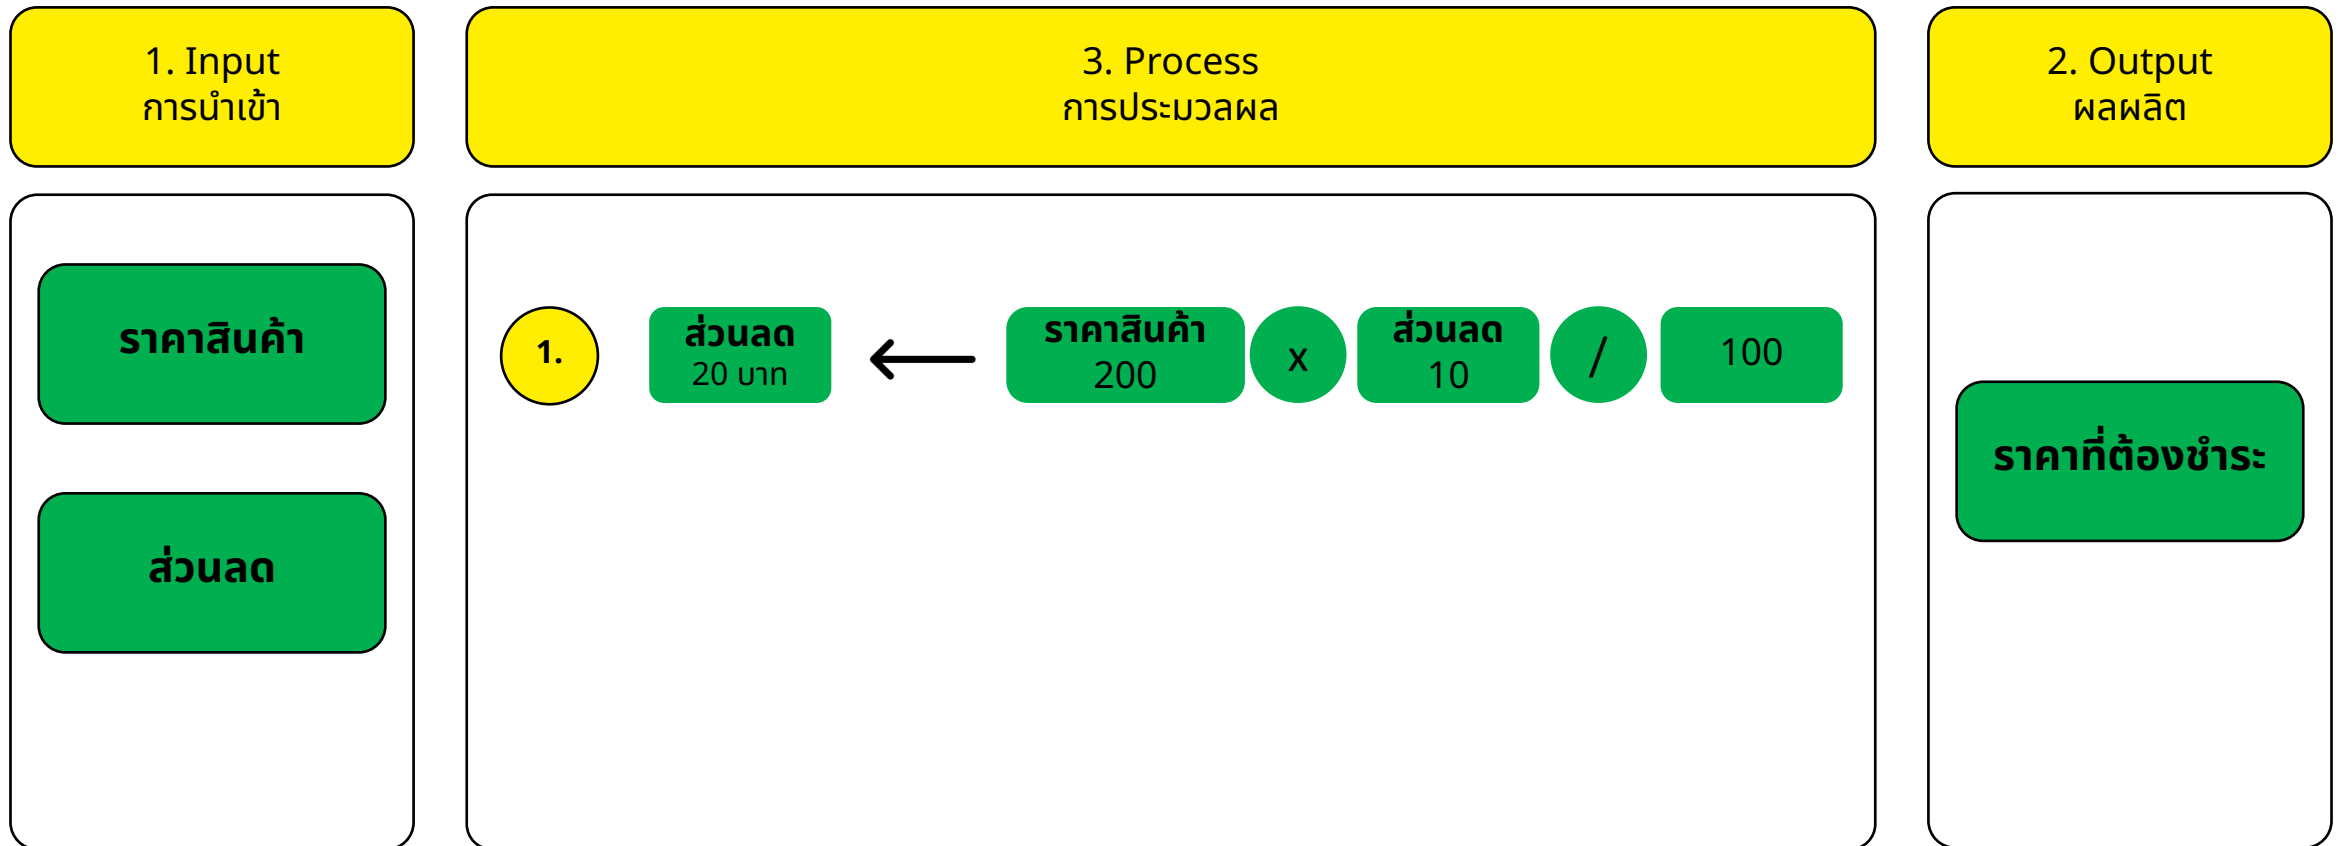 1. Input
การนำเข้า
3. Process
การประมวลผล
2. Output
ผลผลิต
ราคาสินค้า
ส่วนลด
1.
ส่วนลด
20 บาท
ราคาสินค้า
200
x
ส่วนลด
10
/
100
ราคาที่ต้องชำระ